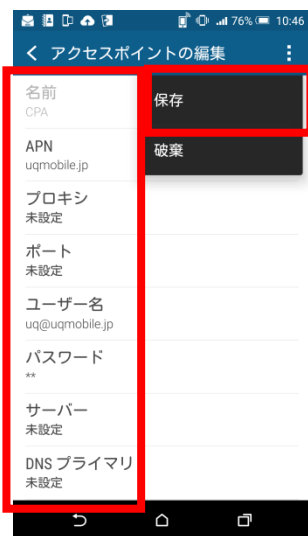 76% 10:46
アクセスポイントの編集
名前
CPA
保存
APN
uqmobile.jp
破棄
プロキシ
未設定
ポート
未設定
ユーザー名
uq@uqmobile.jp
パスワード
**
サーバー
未設定
DNS プライマリ
未設定